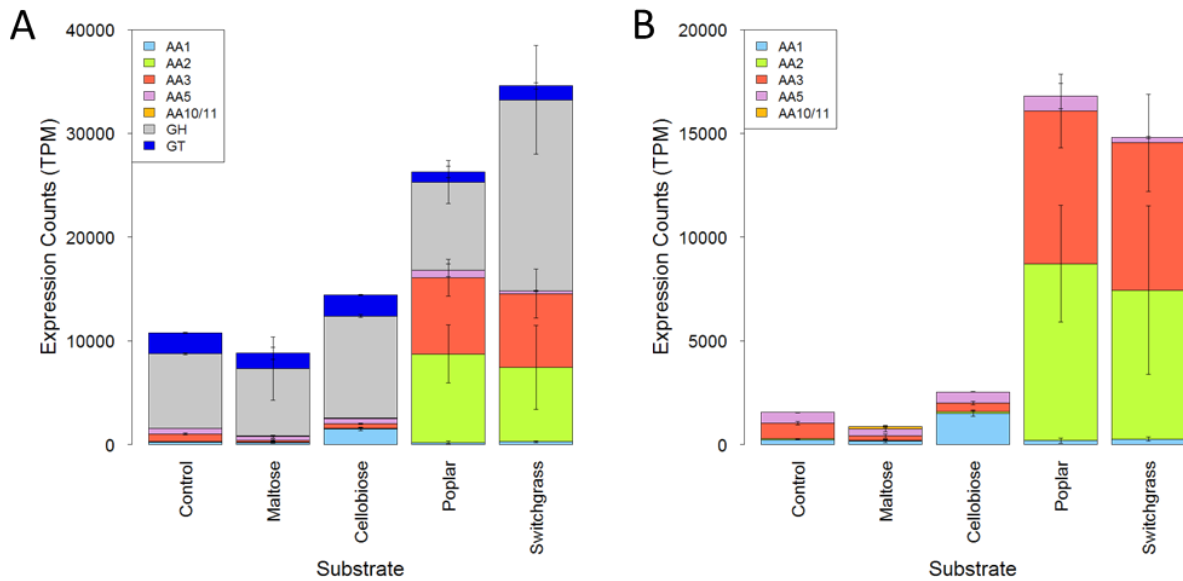 A
Expression Counts (TPM)
40000
30000
20000
10000
0
AA1
AA2
AA3
AA5
AA10/11
GH
GT
Control
Maltose
Cellobiose
Poplar
Switchgrass
Substrate
B
Expression Counts (TPM)
20000
15000
10000
5000
0
AA1
AA2
AA3
AA5
AA10/11
Control
Maltose
Cellobiose
Poplar
Switchgrass
Substrate